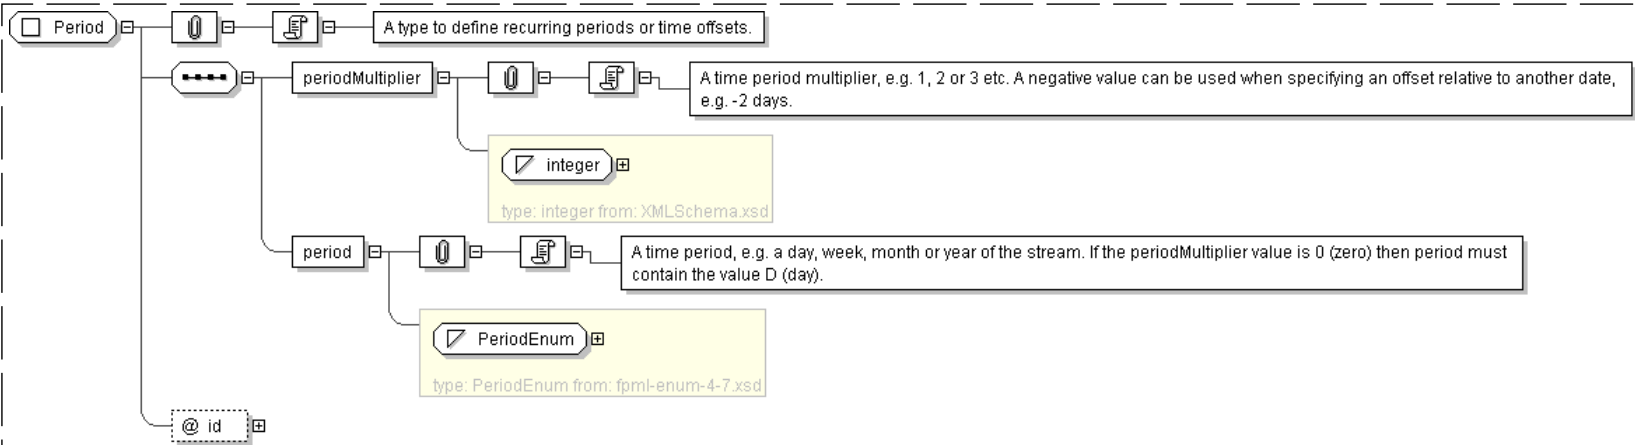 Period
A type to define recurring periods or time offsets.
periodMultiplier
A time period multiplier, e.g. 1, 2 or 3 etc. A negative value can be used when specifying an offset relative to another date,
e.g. -2 days.
integer
type: integer from: XMLSchema.xsd
period
A time period, e.g. a day, week, month or year of the stream. If the periodMultiplier value is 0 (zero) then period must
contain the value D (day).
PeriodEnum
type: PeriodEnum from: fpml-enum-4-7.xsd
@ id